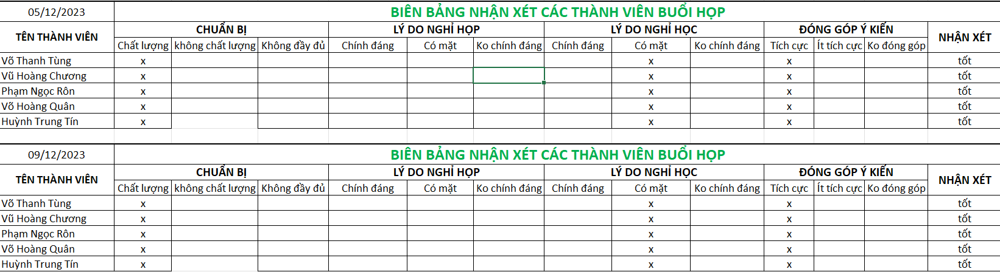 05/12/2023 BIÊN BẢNG NHẬN XÉT CÁC THÀNH VIÊN BUỔI HỌP
TÊN THÀNH VIÊN CHUẨN BỊ LÝ DO NGHỈ HỌP LÝ DO NGHỈ HỌC ĐÓNG GÓP Ý KIẾN NHẬN XÉT
Chất lượng không chất lượng Không đầy đủ Chính đáng Có mặt Ko chính đáng Chính đáng Có mặt Ko chính đáng Tích cực Ít tích cực Ko đóng góp
Võ Thanh Tùng x x x tốt
Vũ Hoàng Chương x x x tốt
Phạm Ngọc Rôn x x x tốt
Võ Hoàng Quân x x x tốt
Huỳnh Trung Tín x x x tốt
09/12/2023 BIÊN BẢNG NHẬN XÉT CÁC THÀNH VIÊN BUỔI HỌP
TÊN THÀNH VIÊN CHUẨN BỊ LÝ DO NGHỈ HỌP LÝ DO NGHỈ HỌC ĐÓNG GÓP Ý KIẾN NHẬN XÉT
Chất lượng không chất lượng Không đầy đủ Chính đáng Có mặt Ko chính đáng Chính đáng Có mặt Ko chính đáng Tích cực Ít tích cực Ko đóng góp
Võ Thanh Tùng x x x tốt
Vũ Hoàng Chương x x x tốt
Phạm Ngọc Rôn x x x tốt
Võ Hoàng Quân x x x tốt
Huỳnh Trung Tín x x x tốt